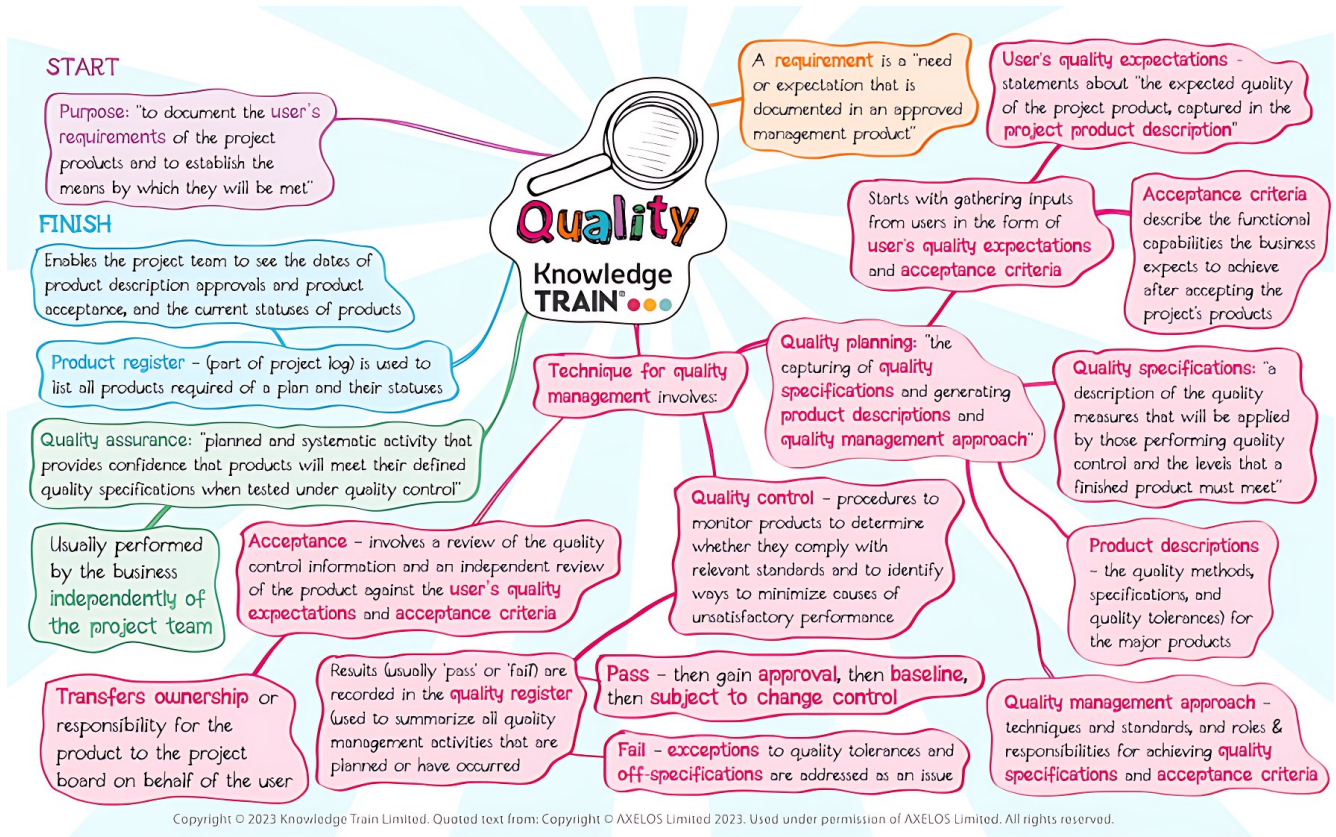 START
Purpose: "to document the user's
requirements of the project
products and to establish the
means by which they will be met"
A requirement is a "need
or expectation that is
documented in an approved
management product"
User's quality expectations -
statements about "the expected quality
of the project product, captured in the
project product description"
Starts with gathering inputs
from users in the form of
user's quality expectations
and acceptance criteria
Acceptance criteria
describe the functional
capabilities the business
expects to achieve
after accepting the
project's products
Quality
Knowledge
TRAIN®
Technique for quality
management involves:
Quality planning: "the
capturing of quality
specifications and generating
product descriptions and
quality management approach"
Quality specifications: "a
description of the quality
measures that will be applied
by those performing quality
control and the levels that a
finished product must meet"
Product descriptions
- the quality methods,
specifications, and
quality tolerances) for
the major products
Quality management approach -
techniques and standards, and roles &
responsibilities for achieving quality
specifications and acceptance criteria
Quality control - procedures to
monitor products to determine
whether they comply with
relevant standards and to identify
ways to minimize causes of
unsatisfactory performance
Results (usually 'pass' or 'fail') are
recorded in the quality register
(used to summarize all quality
management activities that are
planned or have occurred
Pass - then gain approval, then baseline,
then subject to change control
Fail - exceptions to quality tolerances and
off-specifications are addressed as an issue
Acceptance - involves a review of the quality
control information and an independent review
of the product against the user's quality
expectations and acceptance criteria
Transfers ownership or
responsibility for the
product to the project
board on behalf of the user
Quality assurance: "planned and systematic activity that
provides confidence that products will meet their defined
quality specifications when tested under quality control"
Usually performed
by the business
independently of
the project team
Product register - (part of project log) is used to
list all products required of a plan and their statuses
FINISH
Enables the project team to see the dates of
product description approvals and product
acceptance, and the current statuses of products
Copyright © 2023 Knowledge Train Limited. Quoted text from: Copyright © AXELOS Limited 2023. Used under permission of AXELOS Limited. All rights reserved.